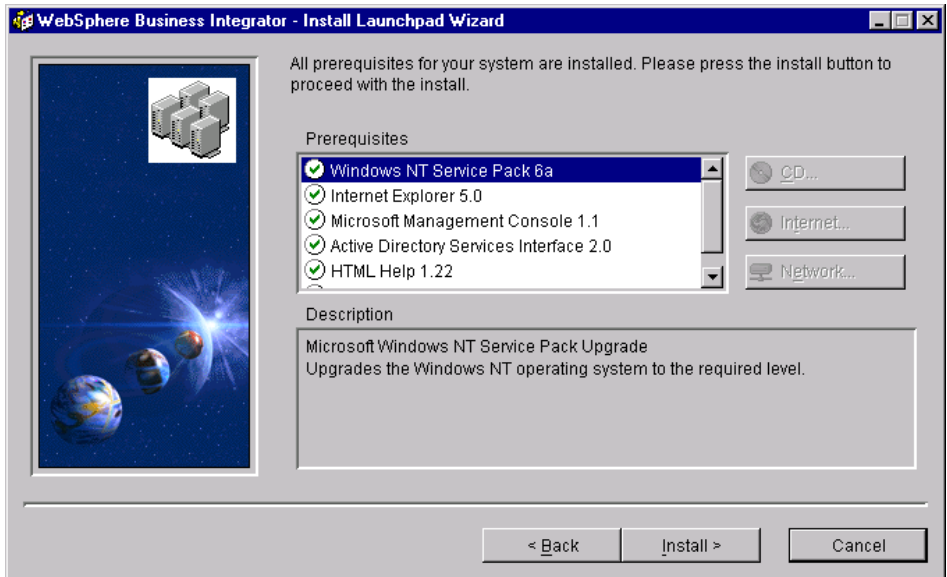 WebSphere Business Integrator - Install Launchpad Wizard
All prerequisites for your system are installed. Please press the install button to
proceed with the install.
Prerequisites
Windows NT Service Pack 6a
Internet Explorer 5.0
Microsoft Management Console 1.1
Active Directory Services Interface 2.0
HTML Help 1.22
CD...
Internet...
Network...
Description
Microsoft Windows NT Service Pack Upgrade
Upgrades the Windows NT operating system to the required level.
< Back
Install >
Cancel